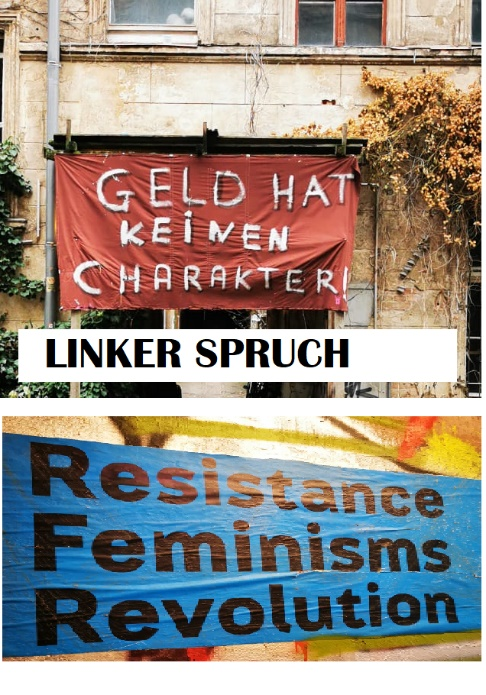 GELD HAT
KEiNEN
CHARAKTER!
LINKER SPRUCH
Resistance
Feminisms
Revolution